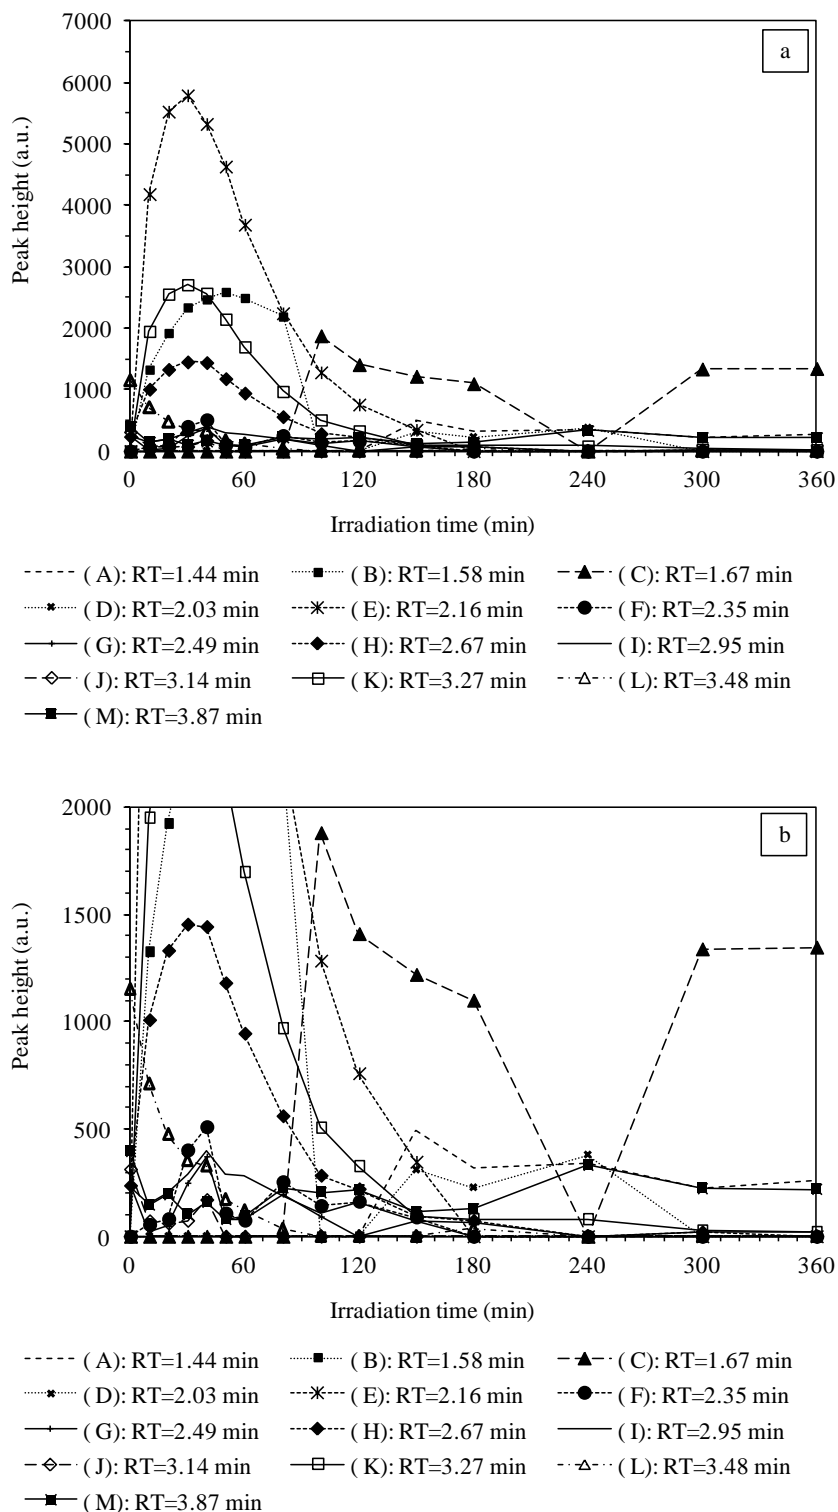 7000
a
6000
5000
4000
3000
2000
1000
0
Peak height (a.u.)
0 60 120 180 240 300 360
Irradiation time (min)
( A): RT=1.44 min ( B): RT=1.58 min ( C): RT=1.67 min
( D): RT=2.03 min ( E): RT=2.16 min ( F): RT=2.35 min
( G): RT=2.49 min ( H): RT=2.67 min ( I): RT=2.95 min
( J): RT=3.14 min ( K): RT=3.27 min ( L): RT=3.48 min
( M): RT=3.87 min
2000
b
1500
1000
500
0
Peak height (a.u.)
0 60 120 180 240 300 360
Irradiation time (min)
( A): RT=1.44 min ( B): RT=1.58 min ( C): RT=1.67 min
( D): RT=2.03 min ( E): RT=2.16 min ( F): RT=2.35 min
( G): RT=2.49 min ( H): RT=2.67 min ( I): RT=2.95 min
( J): RT=3.14 min ( K): RT=3.27 min ( L): RT=3.48 min
( M): RT=3.87 min